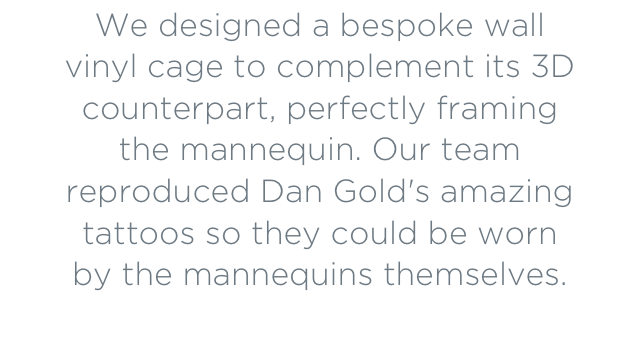 We designed a bespoke wall
vinyl cage to complement its 3D
counterpart, perfectly framing
the mannequin. Our team
reproduced Dan Gold's amazing
tattoos so they could be worn
by the mannequins themselves.